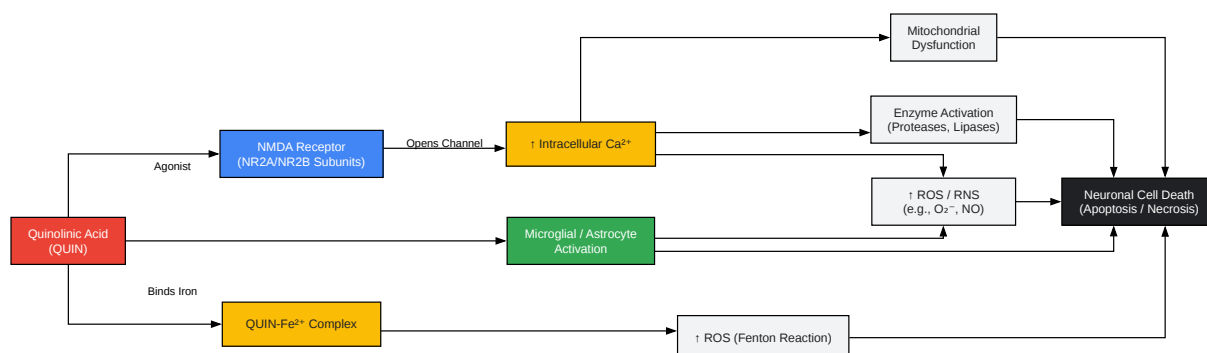 Mitochondrial
Dysfunction
Enzyme Activation
(Proteases, Lipases)
NMDA Receptor
(NR2A/NR2B Subunits)
Opens Channel
↑ Intracellular Ca²⁺
Agonist
↑ ROS / RNS
(e.g., O₂⁻, NO)
Neuronal Cell Death
(Apoptosis / Necrosis)
Quinolinic Acid
(QUIN)
Microglial / Astrocyte
Activation
Binds Iron
QUIN-Fe²⁺ Complex
↑ ROS (Fenton Reaction)